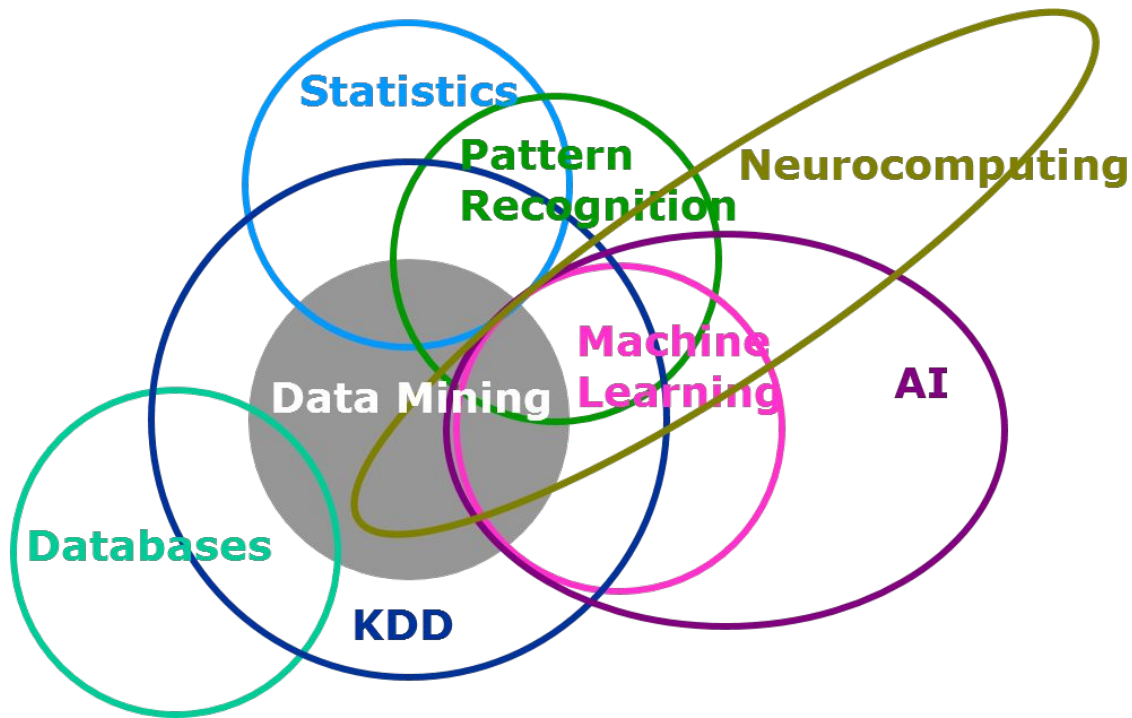 Statistics
Pattern
Recognition
Neurocomputing
Machine
Learning
AI
Data Mining
Databases
KDD